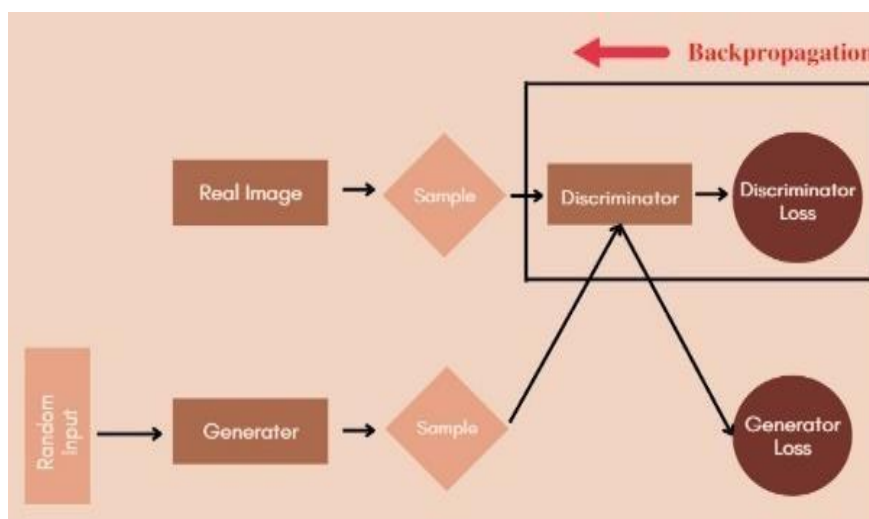 Backpropagation
Real Image
Sample
Discriminator
Discriminator
Loss
Random
Input
Generater
Sample
Generator
Loss